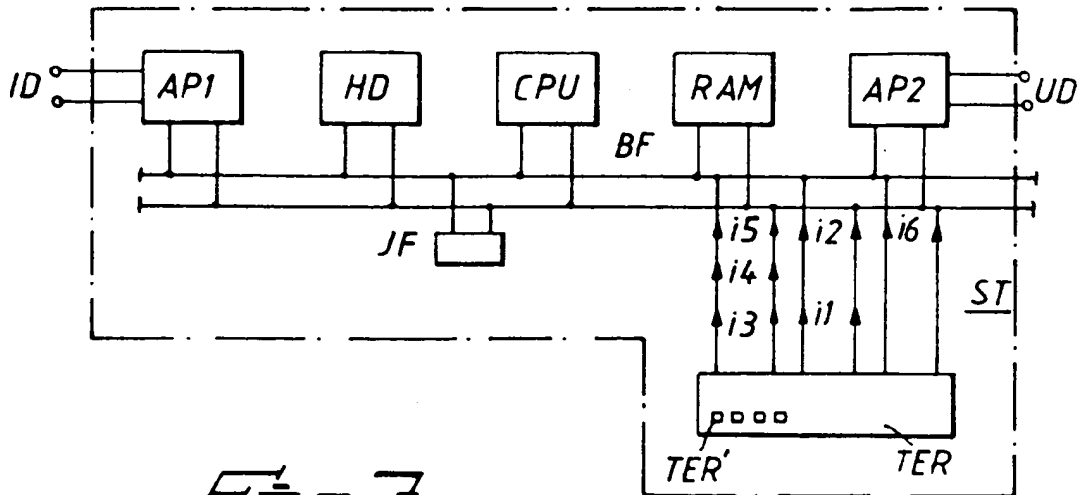 ID AP1 HD CPU RAM AP2 UD
BF
JF i5 i2 i6
i4
ST
i3 i1
TER' TER